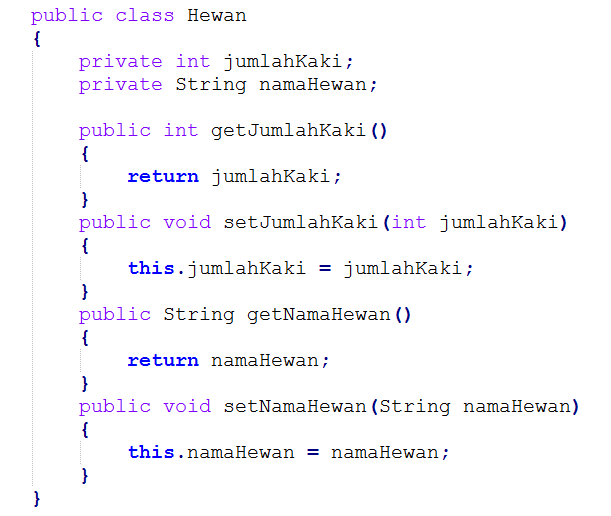 public class Hewan
{
    private int jumlahKaki;
    private String namaHewan;

    public int getJumlahKaki()
    {
        return jumlahKaki;
    }
    public void setJumlahKaki(int jumlahKaki)
    {
        this.jumlahKaki = jumlahKaki;
    }
    public String getNamaHewan()
    {
        return namaHewan;
    }
    public void setNamaHewan(String namaHewan)
    {
        this.namaHewan = namaHewan;
    }
}